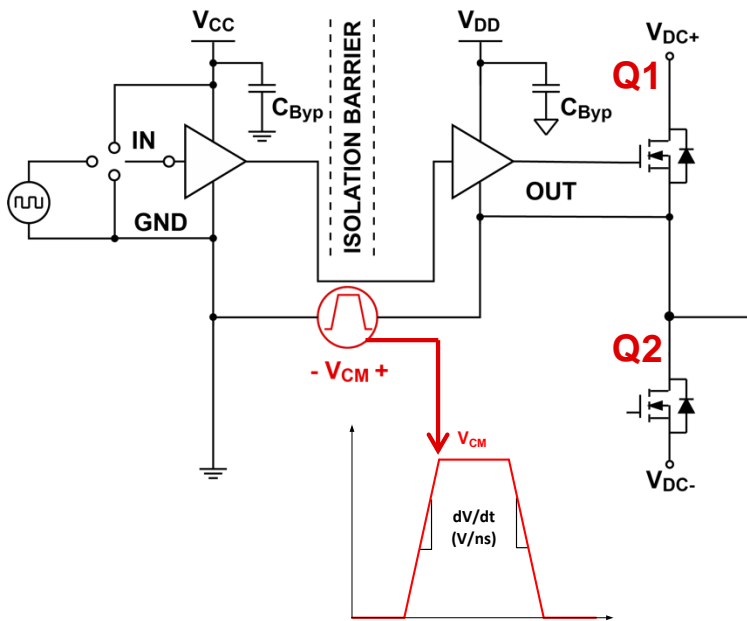 VCC
VDD
VDC+
Q1
CByp
CByp
ISOLATION BARRIER
IN
OUT
GND
Q2
- VCM +
VCM
VDC-
dV/dt
(V/ns)